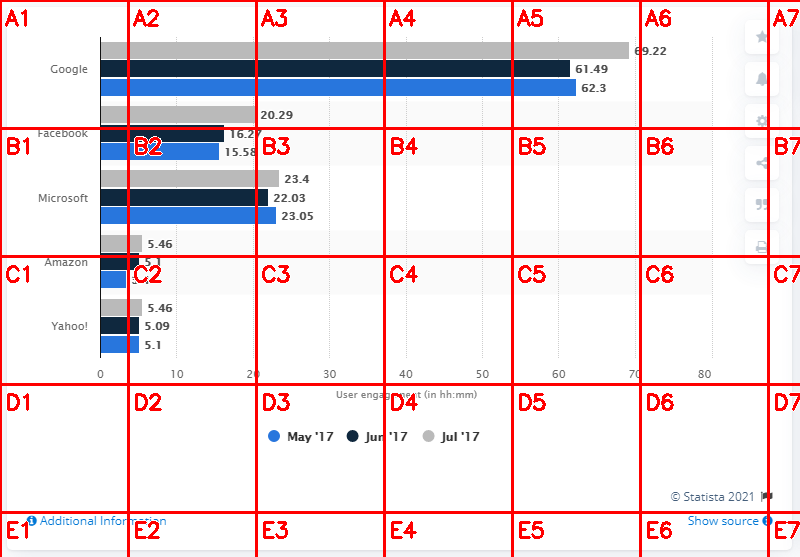 A1 A2 A3 A4 A5 A6 A7
69.22
Google 61.49
62.3
20.29
Facebook 16.27
B1 B2 B3 B4 B5 B6 B7
15.58
23.4
Microsoft 22.03
23.05
5.46
Amazon 5.1
C1 C2 C3 C4 C5 C6 C7
5.46
Yahoo! 5.09
5.1
0 10 20 30 40 50 60 70 80
User engagement (in hh:mm)
D1 D2 D3 D4 D5 D6 D7
May '17 Jun '17 Jul '17
© Statista 2021
Additional Information Show source
E1 E2 E3 E4 E5 E6 E7